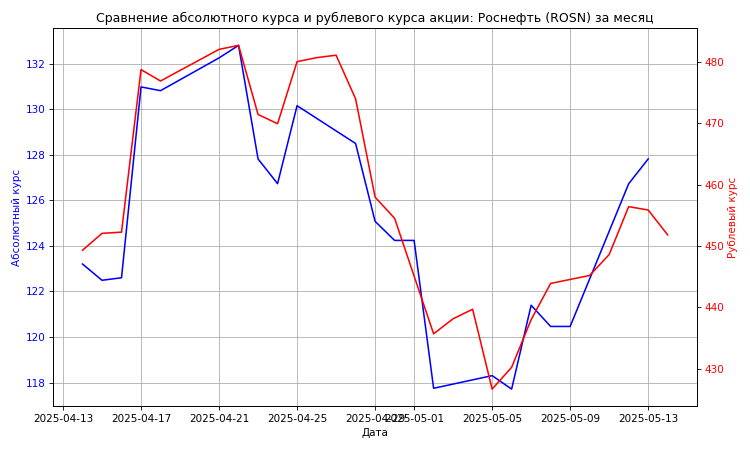 Сравнение абсолютного курса и рублевого курса акции: Роснефть (ROSN) за месяц
132
130
128
126
124
122
120
118
Абсолютный курс
480
470
460
450
440
430
Рублевый курс
2025-04-13 2025-04-17 2025-04-21 2025-04-25 2025-04-29 2025-05-01 2025-05-05 2025-05-09 2025-05-13
Дата